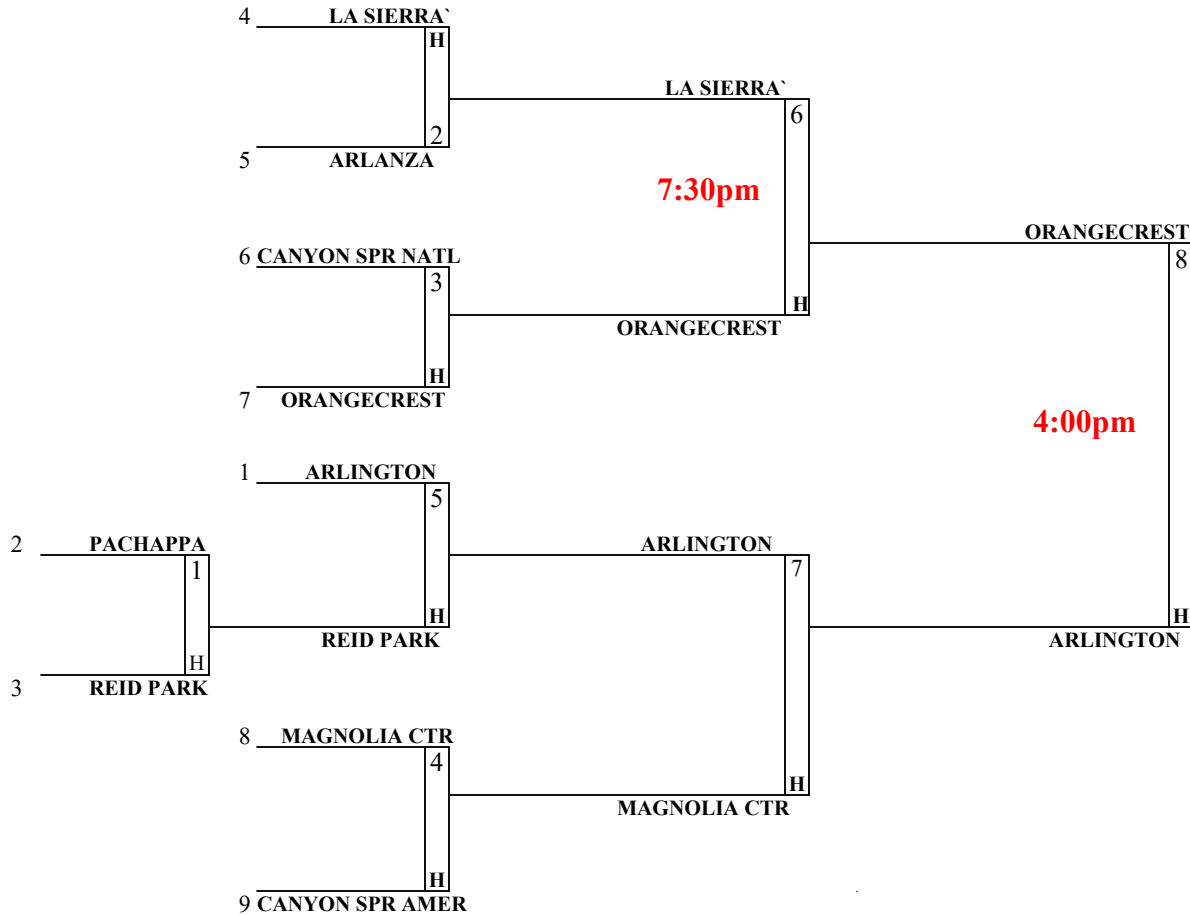 4 LA SIERRA`
H
LA SIERRA`
6
2
5 ARLANZA
7:30pm
ORANGECREST
8
6 CANYON SPR NATL
3
H
ORANGECREST
H
7 ORANGECREST
4:00pm
1 ARLINGTON
5
2 PACHAPPA
1
ARLINGTON
7
H
REID PARK
H
ARLINGTON
H
3 REID PARK
8 MAGNOLIA CTR
4
H
MAGNOLIA CTR
H
9 CANYON SPR AMER